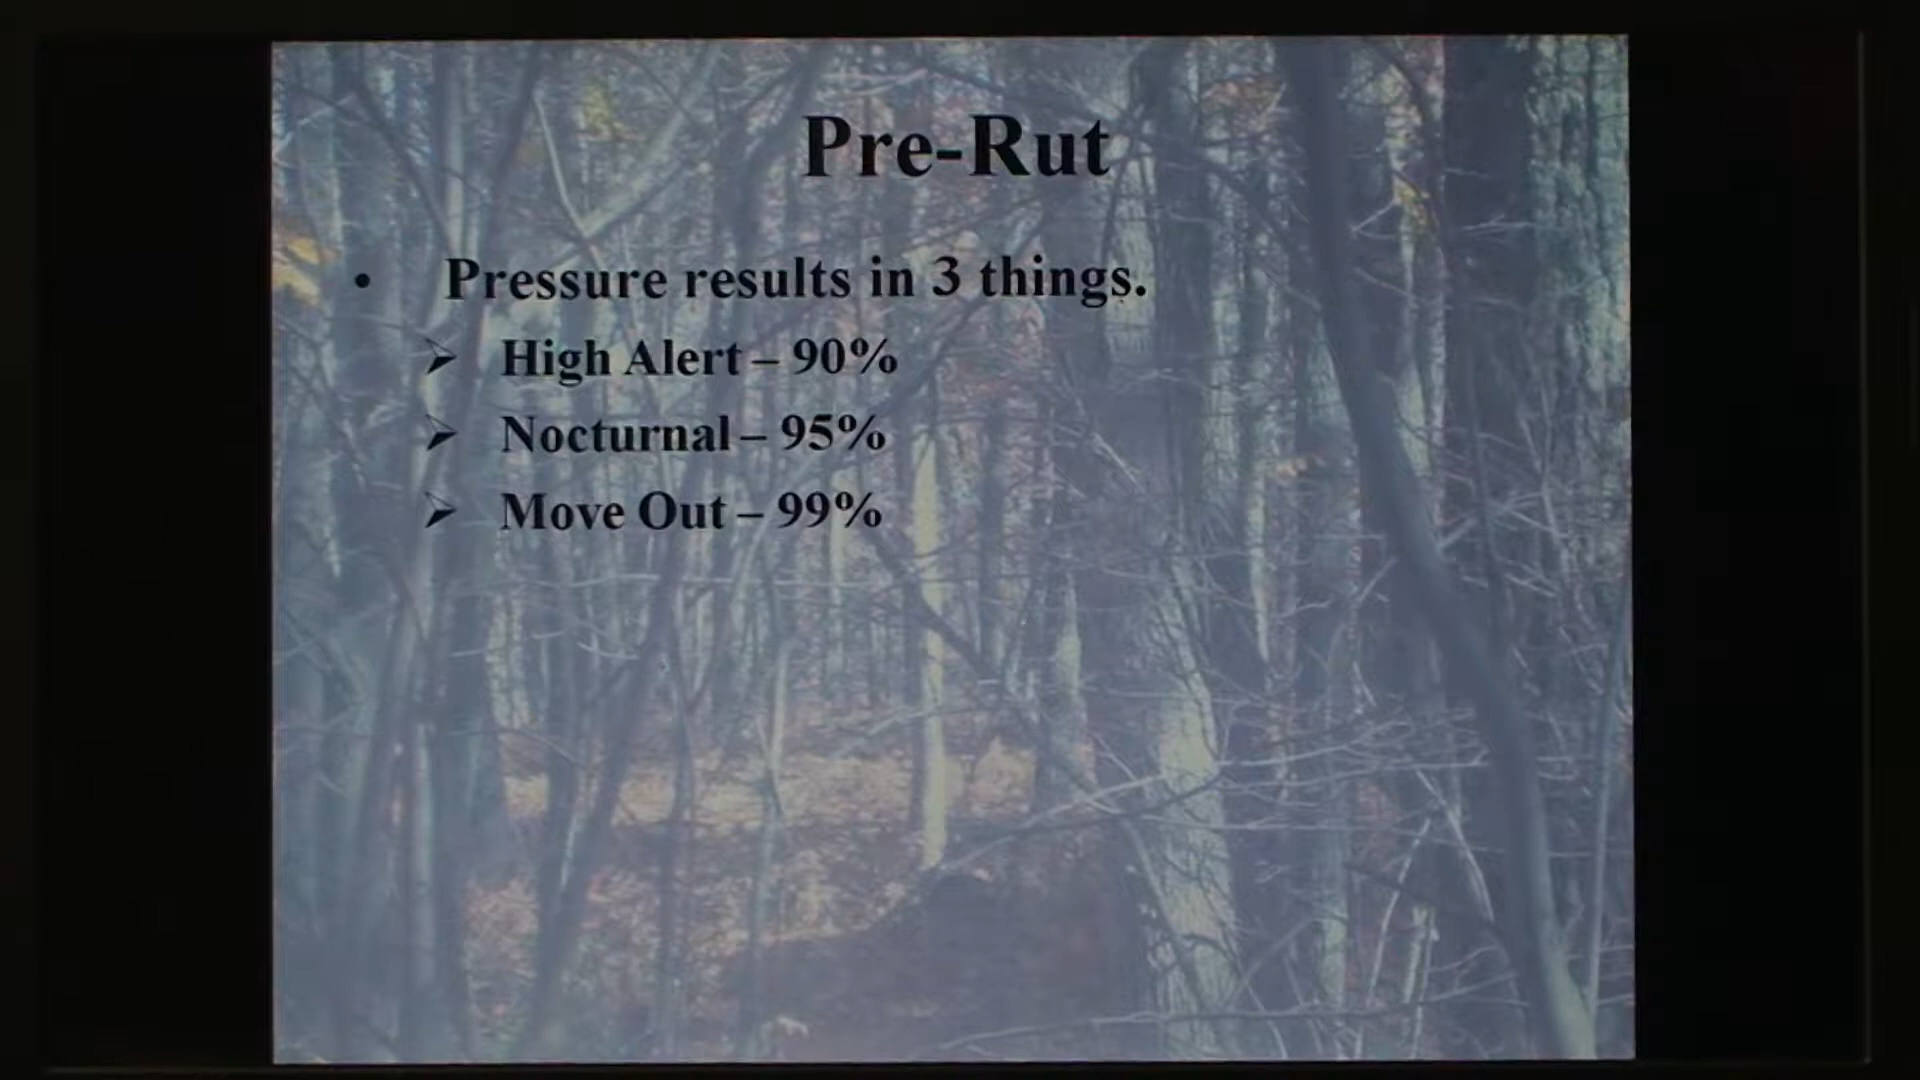 Pre-Rut
• Pressure results in 3 things.
➢ High Alert – 90%
➢ Nocturnal – 95%
➢ Move Out – 99%